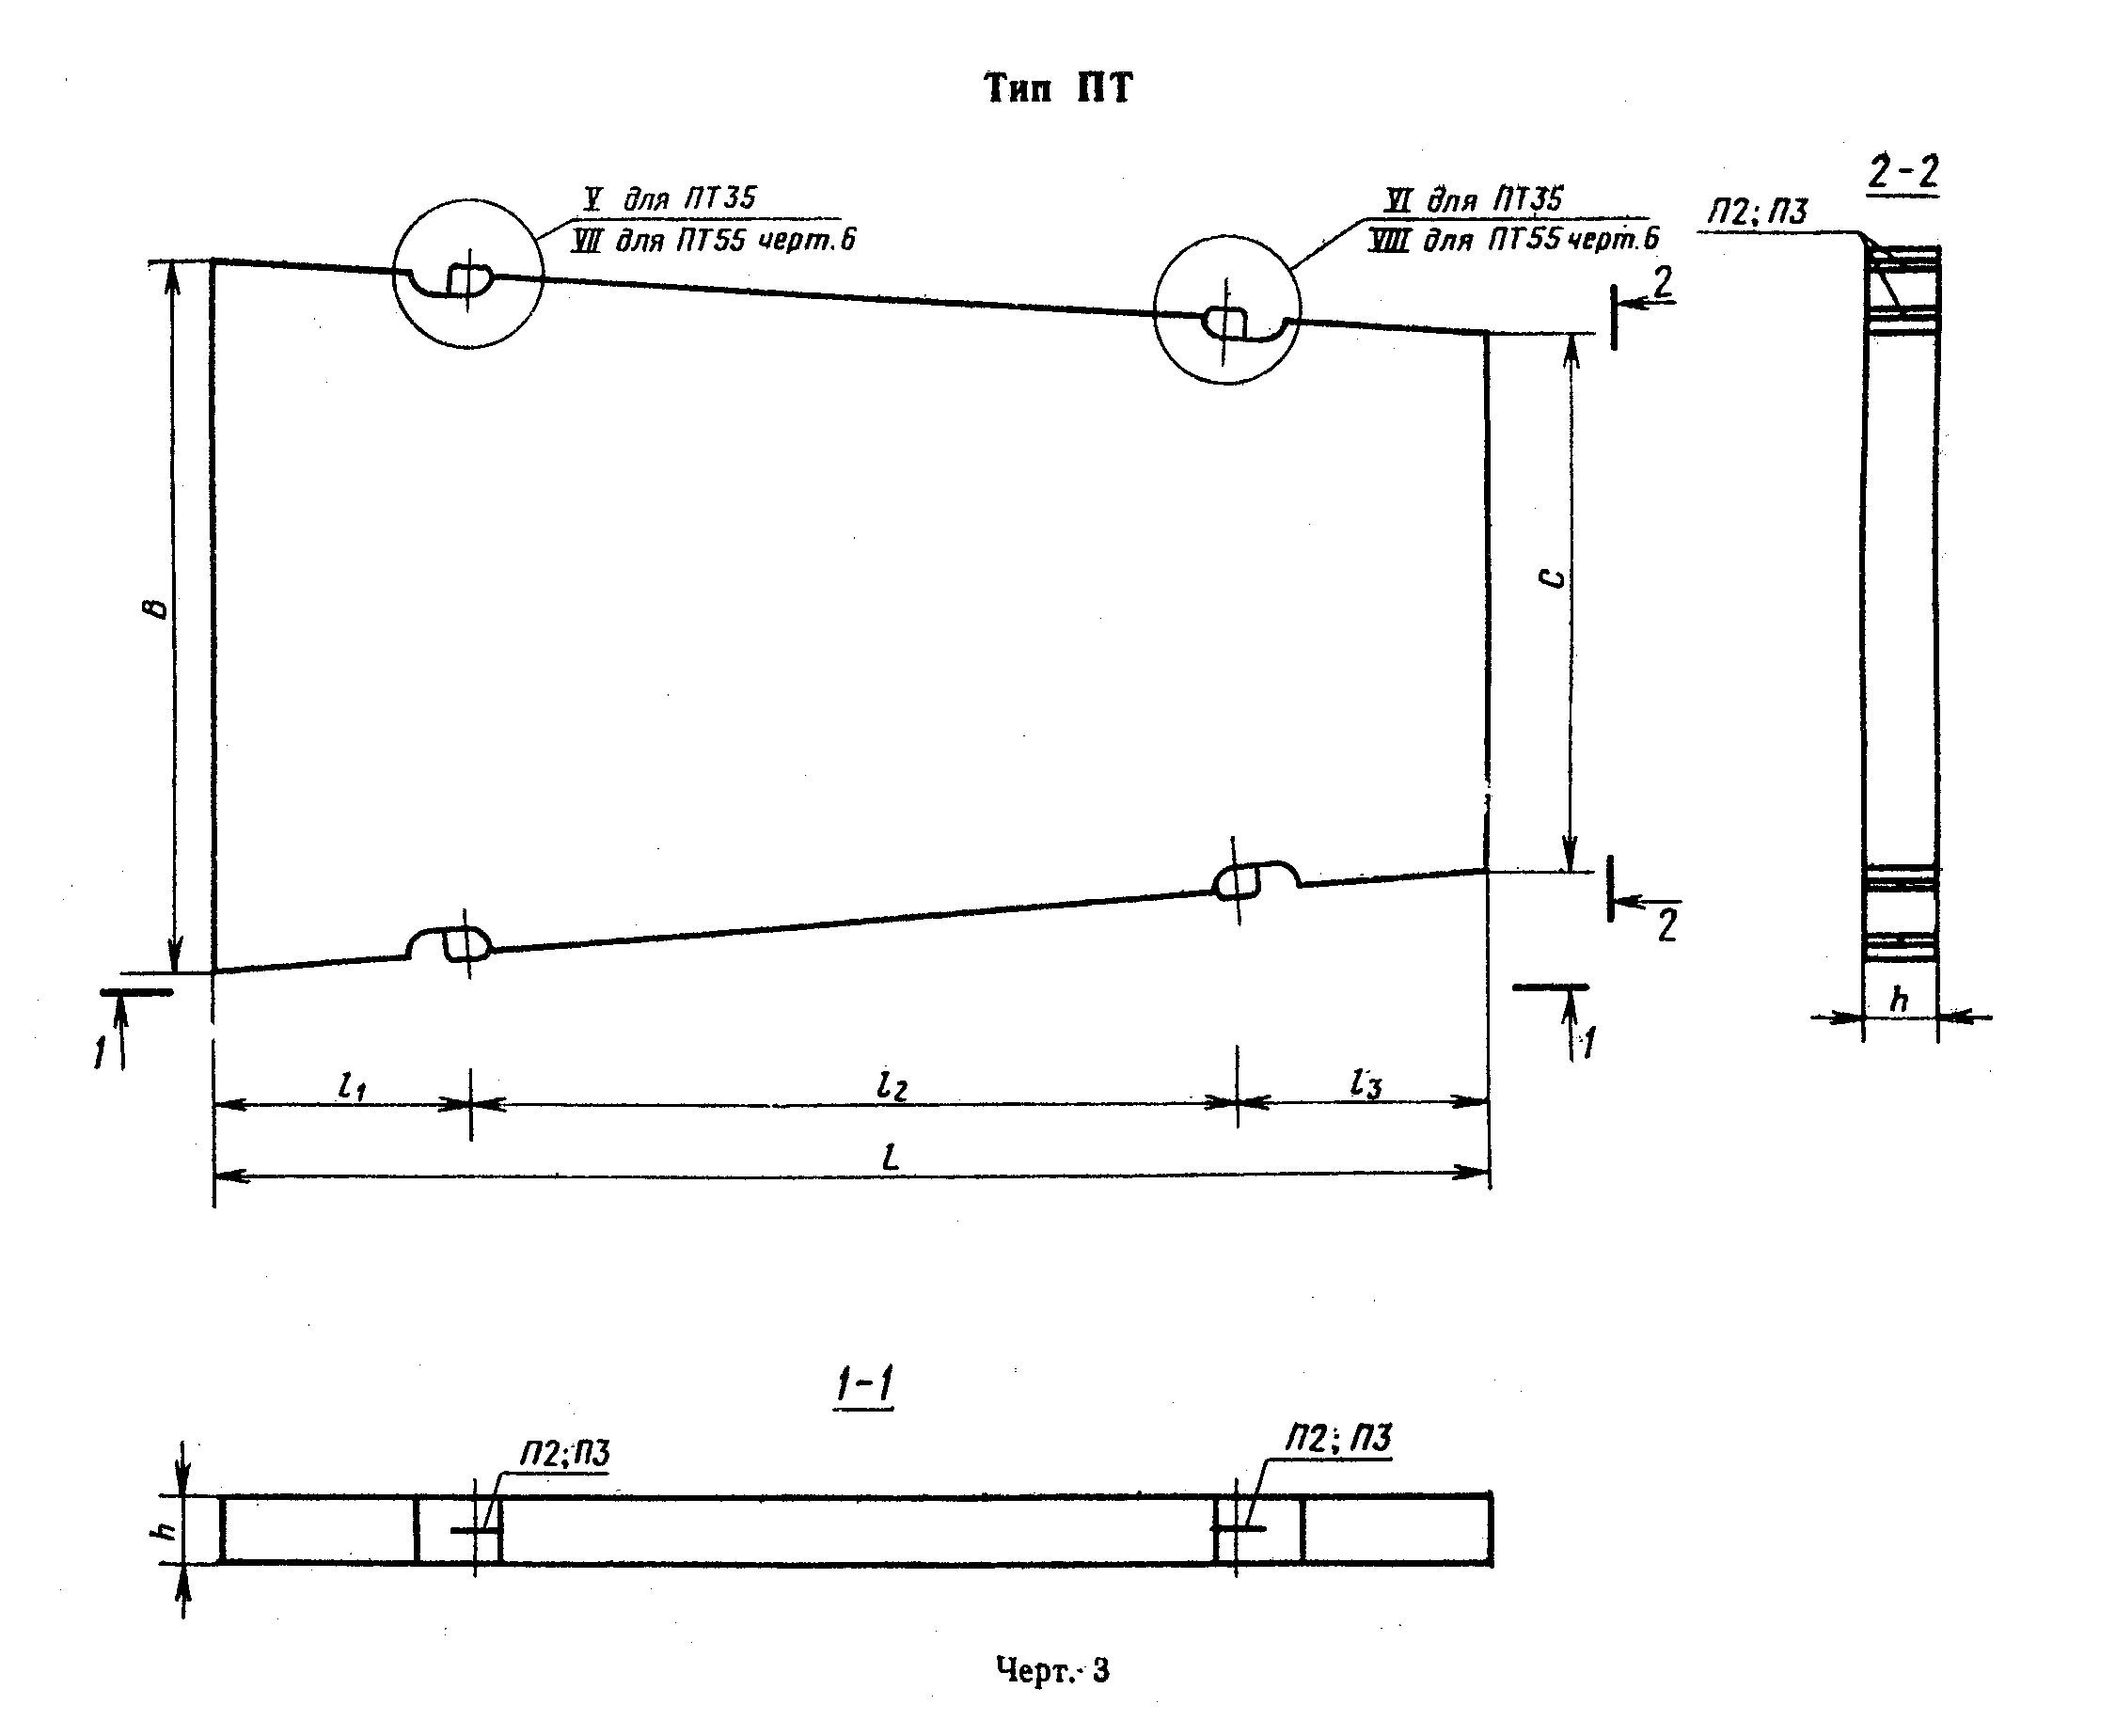 Тип ПТ
V для ПТ35
VII для ПТ55 черт. 6
VI для ПТ35
VIII для ПТ55 черт. 6
2-2
П2; П3
2
B
C
2
1
1
h
l1
l2
l3
L
1-1
П2; П3
П2; П3
h
Черт. 3